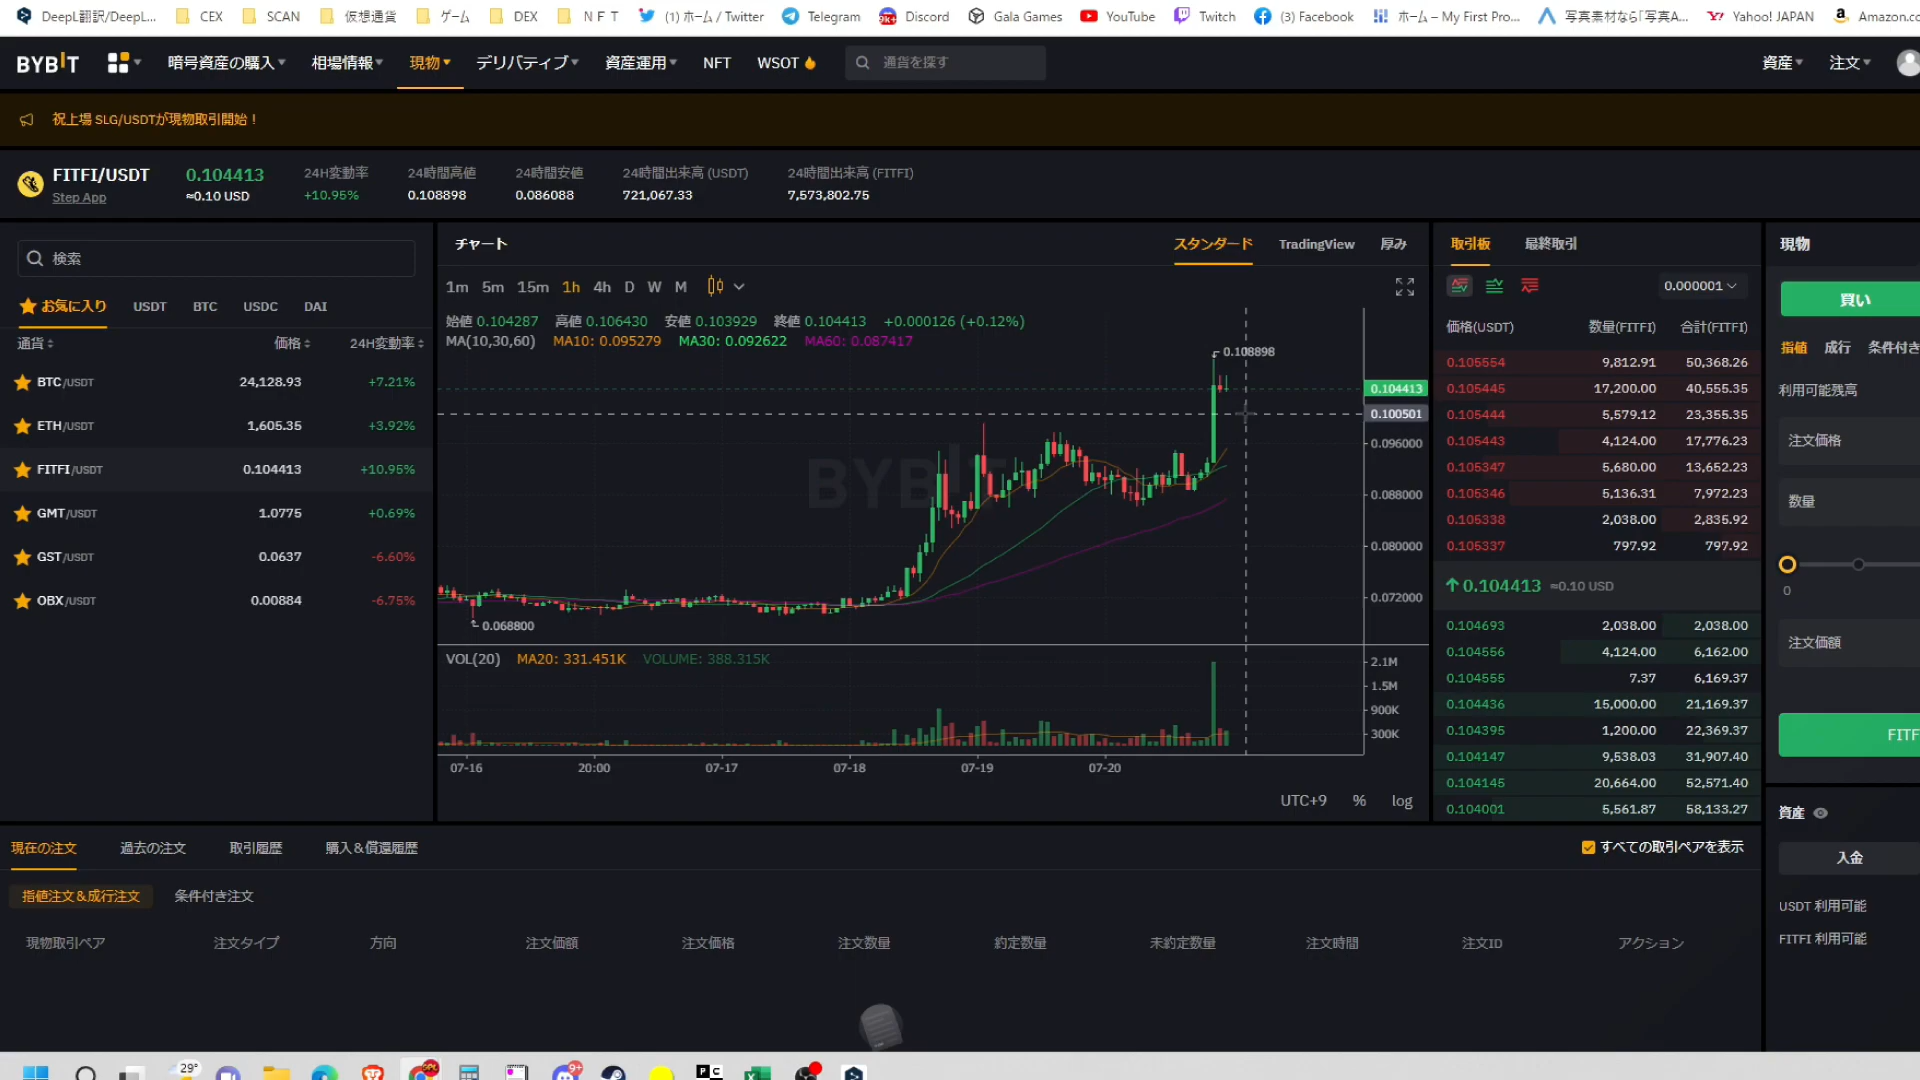 DeepL翻訳/DeepL... CEX SCAN 仮想通貨 ゲーム DEX NFT (1) ホーム / Twitter Telegram Discord Gala Games YouTube Twitch (3) Facebook ホーム – My First Pro... 写真素材なら「写真A... Yahoo! JAPAN Amazon.co
BYBIT 暗号資産の購入 相場情報 現物 デリバティブ 資産運用 NFT WSOT 通貨を探す 資産 注文
祝上場 SLG/USDTが現物取引開始！
FITFI/USDT 0.104413 24H変動率 24時間高値 24時間安値 24時間出来高 (USDT) 24時間出来高 (FITFI)
Step App ≈0.10 USD +10.95% 0.108898 0.086088 721,067.33 7,573,802.75
検索
お気に入り USDT BTC USDC DAI
通貨 価格 24H変動率
BTC/USDT 24,128.93 +7.21%
ETH/USDT 1,605.35 +3.92%
FITFI/USDT 0.104413 +10.95%
GMT/USDT 1.0775 +0.69%
GST/USDT 0.0637 -6.60%
OBX/USDT 0.00884 -6.75%
チャート スタンダード TradingView 厚み
1m 5m 15m 1h 4h D W M
始値 0.104287 高値 0.106430 安値 0.103929 終値 0.104413 +0.000126 (+0.12%)
MA(10,30,60) MA10: 0.095279 MA30: 0.092622 MA60: 0.087417
0.108898
0.104413
0.100501
0.096000
BYBIT
0.088000
0.080000
0.072000
0.068800
VOL(20) MA20: 331.451K VOLUME: 388.315K
2.1M
1.5M
900K
300K
07-16 20:00 07-17 07-18 07-19 07-20
UTC+9 % log
取引板 最終取引
0.000001
価格(USDT) 数量(FITFI) 合計(FITFI)
0.105554 9,812.91 50,368.26
0.105445 17,200.00 40,555.35
0.105444 5,579.12 23,355.35
0.105443 4,124.00 17,776.23
0.105347 5,680.00 13,652.23
0.105346 5,136.31 7,972.23
0.105338 2,038.00 2,835.92
0.105337 797.92 797.92
0.104413 ≈0.10 USD
0.104693 2,038.00 2,038.00
0.104556 4,124.00 6,162.00
0.104555 7.37 6,169.37
0.104436 15,000.00 21,169.37
0.104395 1,200.00 22,369.37
0.104147 9,538.03 31,907.40
0.104145 20,664.00 52,571.40
0.104001 5,561.87 58,133.27
現物
買い
指値 成行 条件付き
利用可能残高
注文価格
数量
0
注文価額
FITF
資産
入金
USDT 利用可能
FITFI 利用可能
現在の注文 過去の注文 取引履歴 購入＆償還履歴 すべての取引ペアを表示
指値注文＆成行注文 条件付き注文
現物取引ペア 注文タイプ 方向 注文価額 注文価格 注文数量 約定数量 未約定数量 注文時間 注文ID アクション
29° 9+